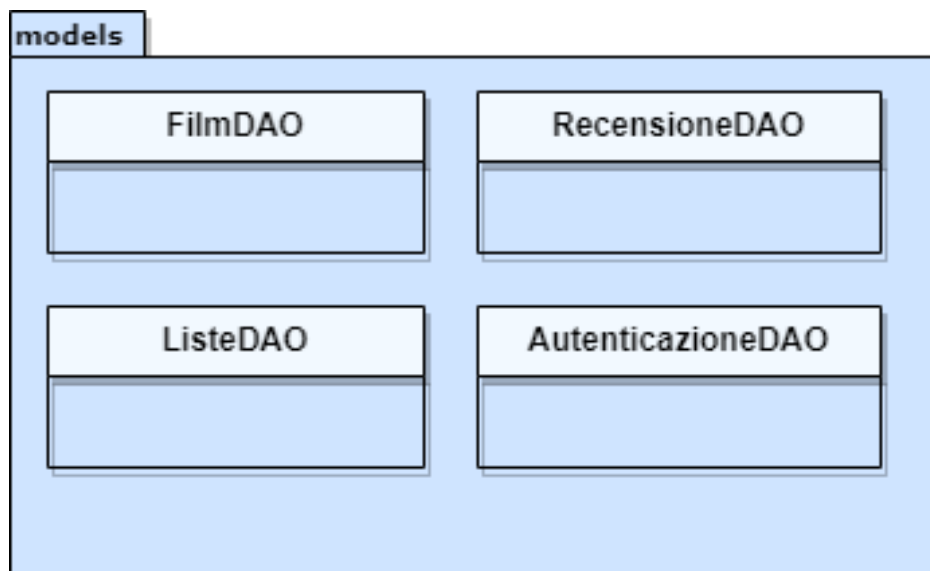 models
FilmDAO
RecensioneDAO
ListeDAO
AutenticazioneDAO